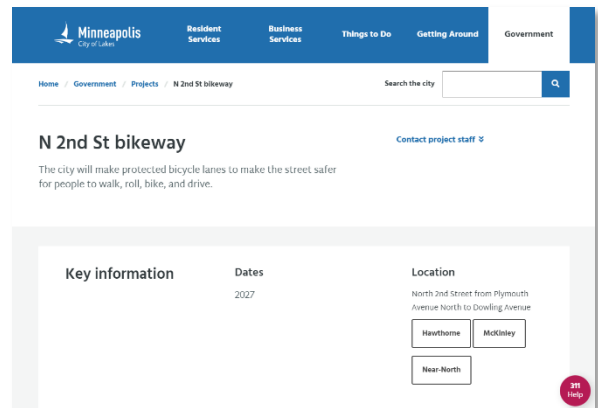 Minneapolis
City of Lakes
Resident
Services
Business
Services
Things to Do
Getting Around
Government
Home / Government / Projects / N 2nd St bikeway
Search the city
N 2nd St bikeway
Contact project staff
The city will make protected bicycle lanes to make the street safer
for people to walk, roll, bike, and drive.
Key information
Dates
2027
Location
North 2nd Street from Plymouth
Avenue North to Dowling Avenue
Hawthorne
McKinley
Near-North
311
Help